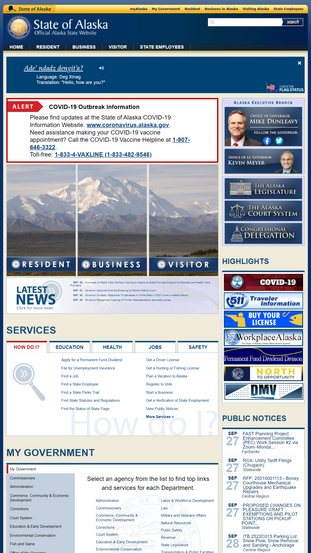 State of Alaska
myAlaska My Government Resident Business in Alaska Visiting Alaska State Employees
State of Alaska
Official Alaska State Website
search
HOME RESIDENT BUSINESS VISITOR STATE EMPLOYEES
Ade' ndadz dengit'a?
Language: Deg Xinag
Translation: "Hello, how are you?"
FLAG STATUS
ALERT COVID-19 Outbreak Information
Please find updates at the State of Alaska COVID-19
Information Website: www.coronavirus.alaska.gov.
Need assistance making your COVID-19 vaccine
appointment? Call the COVID-19 Vaccine Helpline at 1-907-
646-3322.
Toll-free: 1-833-4-VAXLINE (1-833-482-9546)
RESIDENT BUSINESS VISITOR
LATEST
NEWS
Click for more news
ALASKA EXECUTIVE BRANCH
OFFICE OF GOVERNOR
MIKE DUNLEAVY
FOLLOW THE GOVERNOR
OFFICE OF LT. GOVERNOR
KEVIN MEYER
THE ALASKA
LEGISLATURE
THE ALASKA
COURT SYSTEM
CONGRESSIONAL
DELEGATION
HIGHLIGHTS
COVID-19
511 Traveler
Information
BUY YOUR
LICENSE
WorkplaceAlaska
Permanent Fund Dividend Division
NORTH TO
OPPORTUNITY
DMV
SERVICES
HOW DO I? EDUCATION HEALTH JOBS SAFETY
Apply for a Permanent Fund Dividend
File for Unemployment Insurance
Find a Job
Find a State Employee
Find a State Parks Trail
Find State Statutes and Regulations
Find the Status of State Flags
Get a Driver License
Get a Hunting or Fishing License
Plan a Vacation to Alaska
Register to Vote
Start a Business
Get a Verification of State Employment
View Public Notices
More Services »
How do I?
MY GOVERNMENT
My Government
Commissioners
Administration
Commerce, Community & Economic
Development
Corrections
Court System
Education & Early Development
Environmental Conservation
Fish and Game
Select an agency from the list to find top links
and services for each Department.
Administration
Commerce, Community &
Economic Development
Corrections
Court System
Education & Early Development
Environmental Conservation
Labor & Workforce Development
Law
Military and Veterans Affairs
Natural Resources
Public Safety
Revenue
State Legislature
Transportation & Public Facilities
PUBLIC NOTICES
SEP
27
FAST Planning Project
Enhancement Committee
(PEC) Work Session #2 via
Zoom–Monda...
Fairbanks
SEP
27
RCA: Utility Tariff Filings
(Chugach)
Statewide
SEP
27
RFP: 25010011113 - Boney
Courthouse Mechanical
Upgrades and Earthquake
Repairs
Central Region
SEP
27
PROPOSED CHANGES ON
PLEASURE CRAFT
EXEMPTIONS AND PILOT
STATIONS OR PICKUP
POINT...
Statewide
SEP
28
ITB 2522C013 Parking Lot
Snow Plow, Snow Removal
and Sanding - Anchorage
Central Region